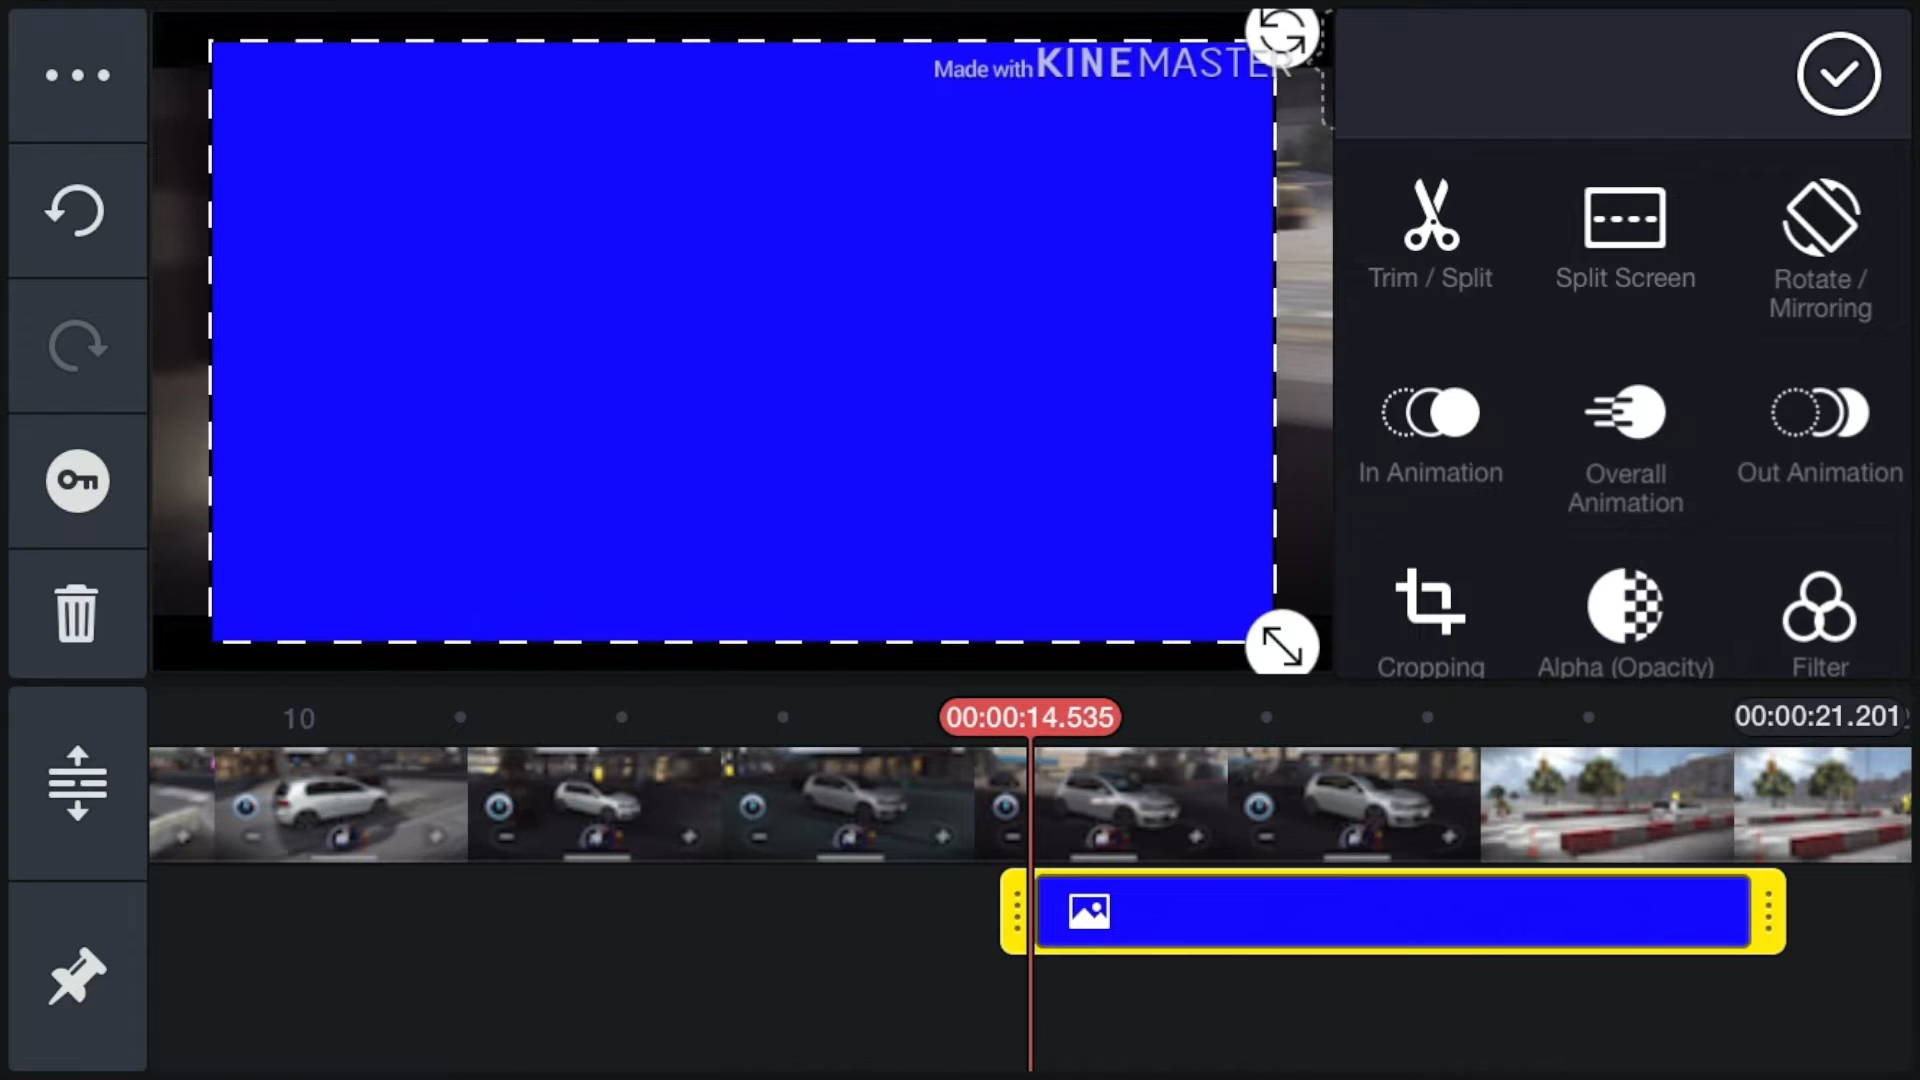 Made with KINEMASTER
Trim / Split
Split Screen
Rotate /
Mirroring
In Animation
Overall
Animation
Out Animation
Cropping
Alpha (Opacity)
Filter
10
00:00:14.535
00:00:21.201